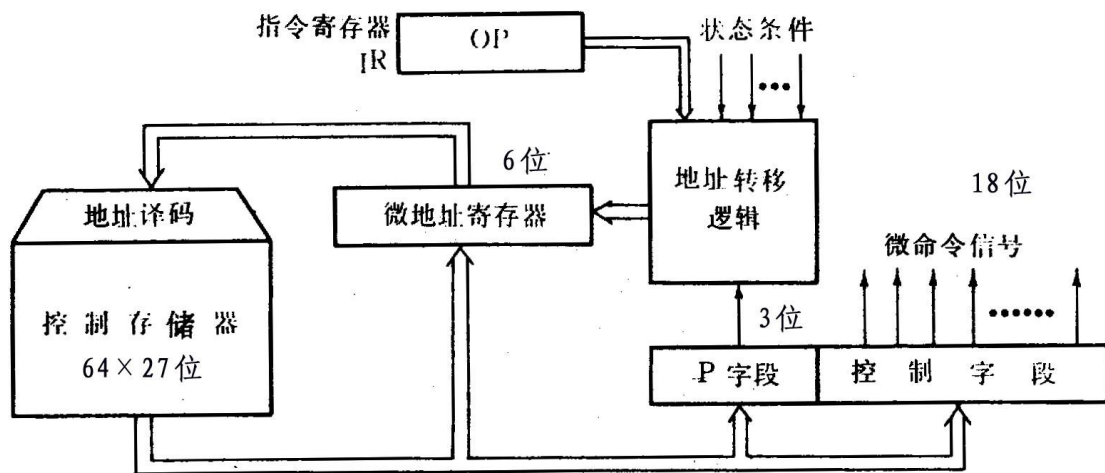 指令寄存器
IR
OP
状态条件
6位
地址转移
逻辑
18位
地址译码
微地址寄存器
微命令信号
控制存储器
64×27位
3位
P字段
控制字段